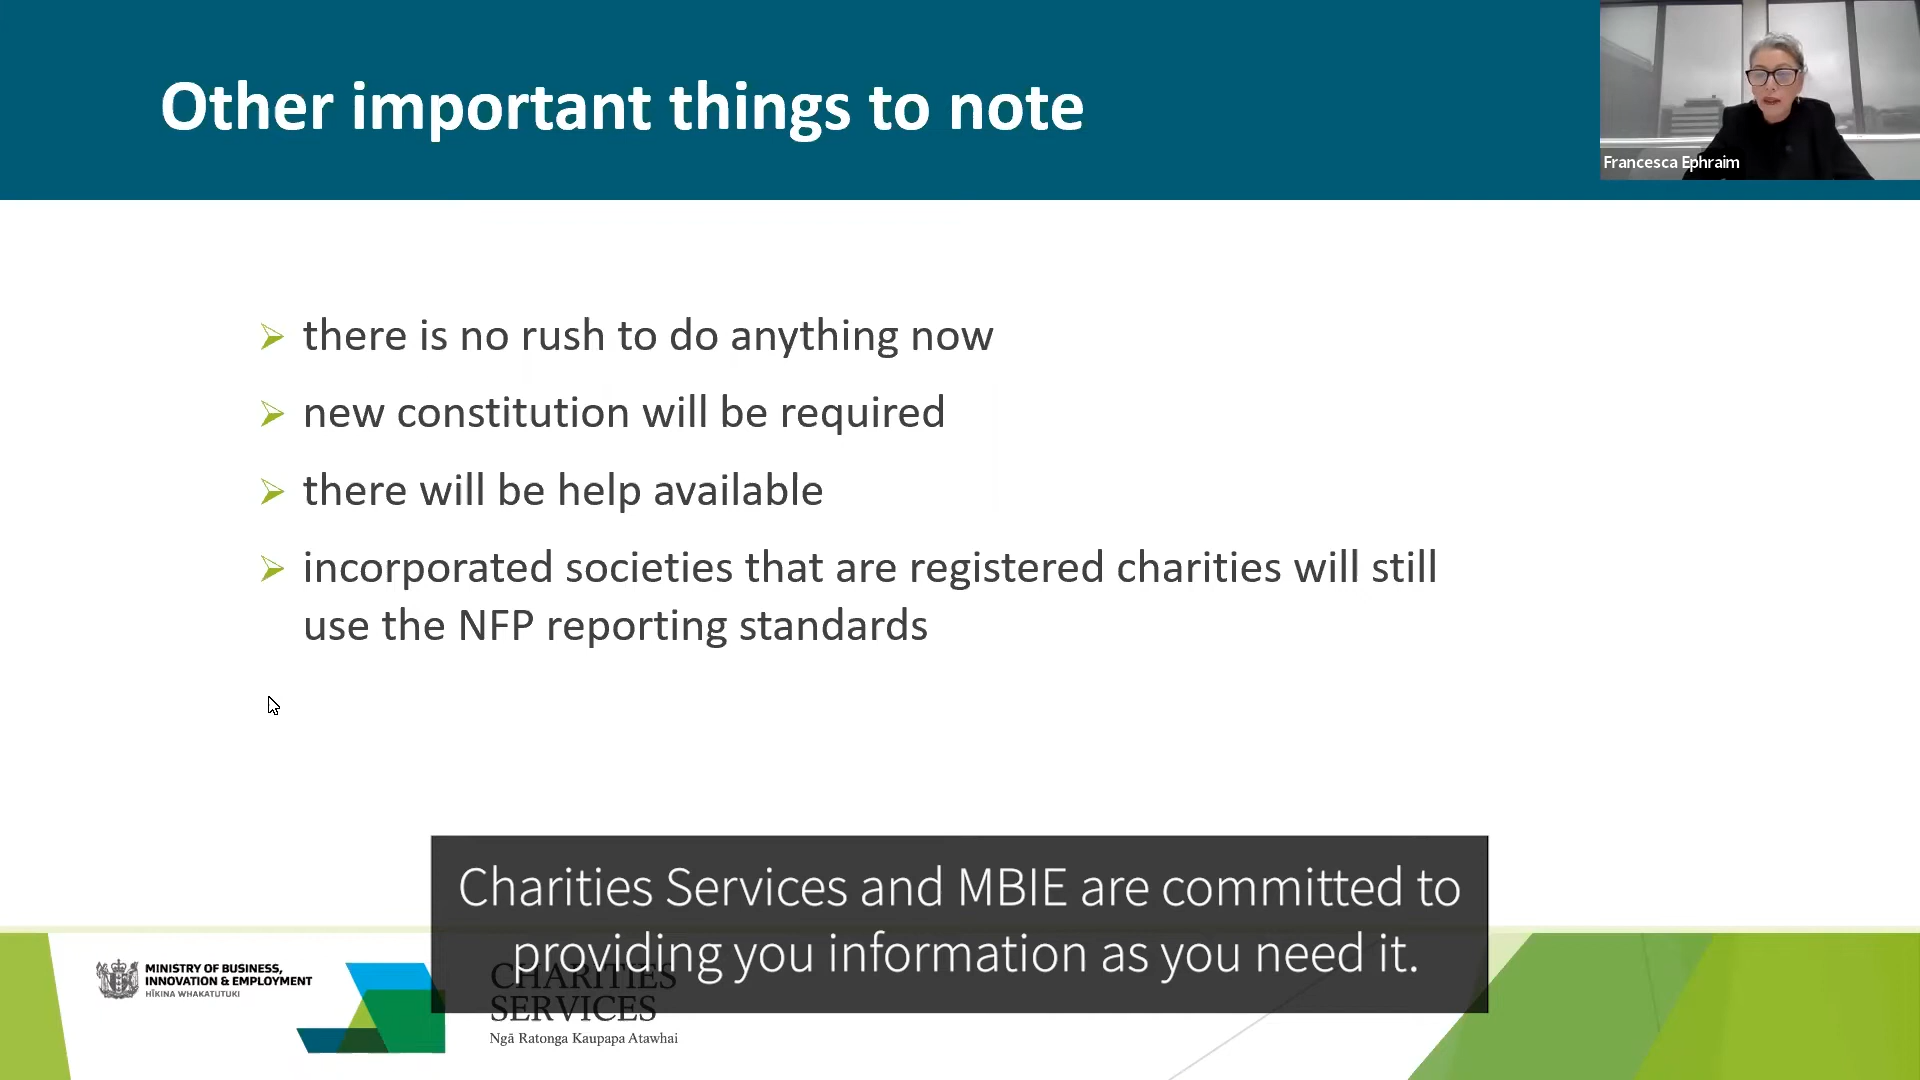 Other important things to note
Francesca Ephraim
there is no rush to do anything now
new constitution will be required
there will be help available
incorporated societies that are registered charities will still
use the NFP reporting standards
Charities Services and MBIE are committed to
providing you information as you need it.
MINISTRY OF BUSINESS,
INNOVATION & EMPLOYMENT
HĪKINA WHAKATUTUKI
CHARITIES
SERVICES
Ngā Ratonga Kaupapa Atawhai